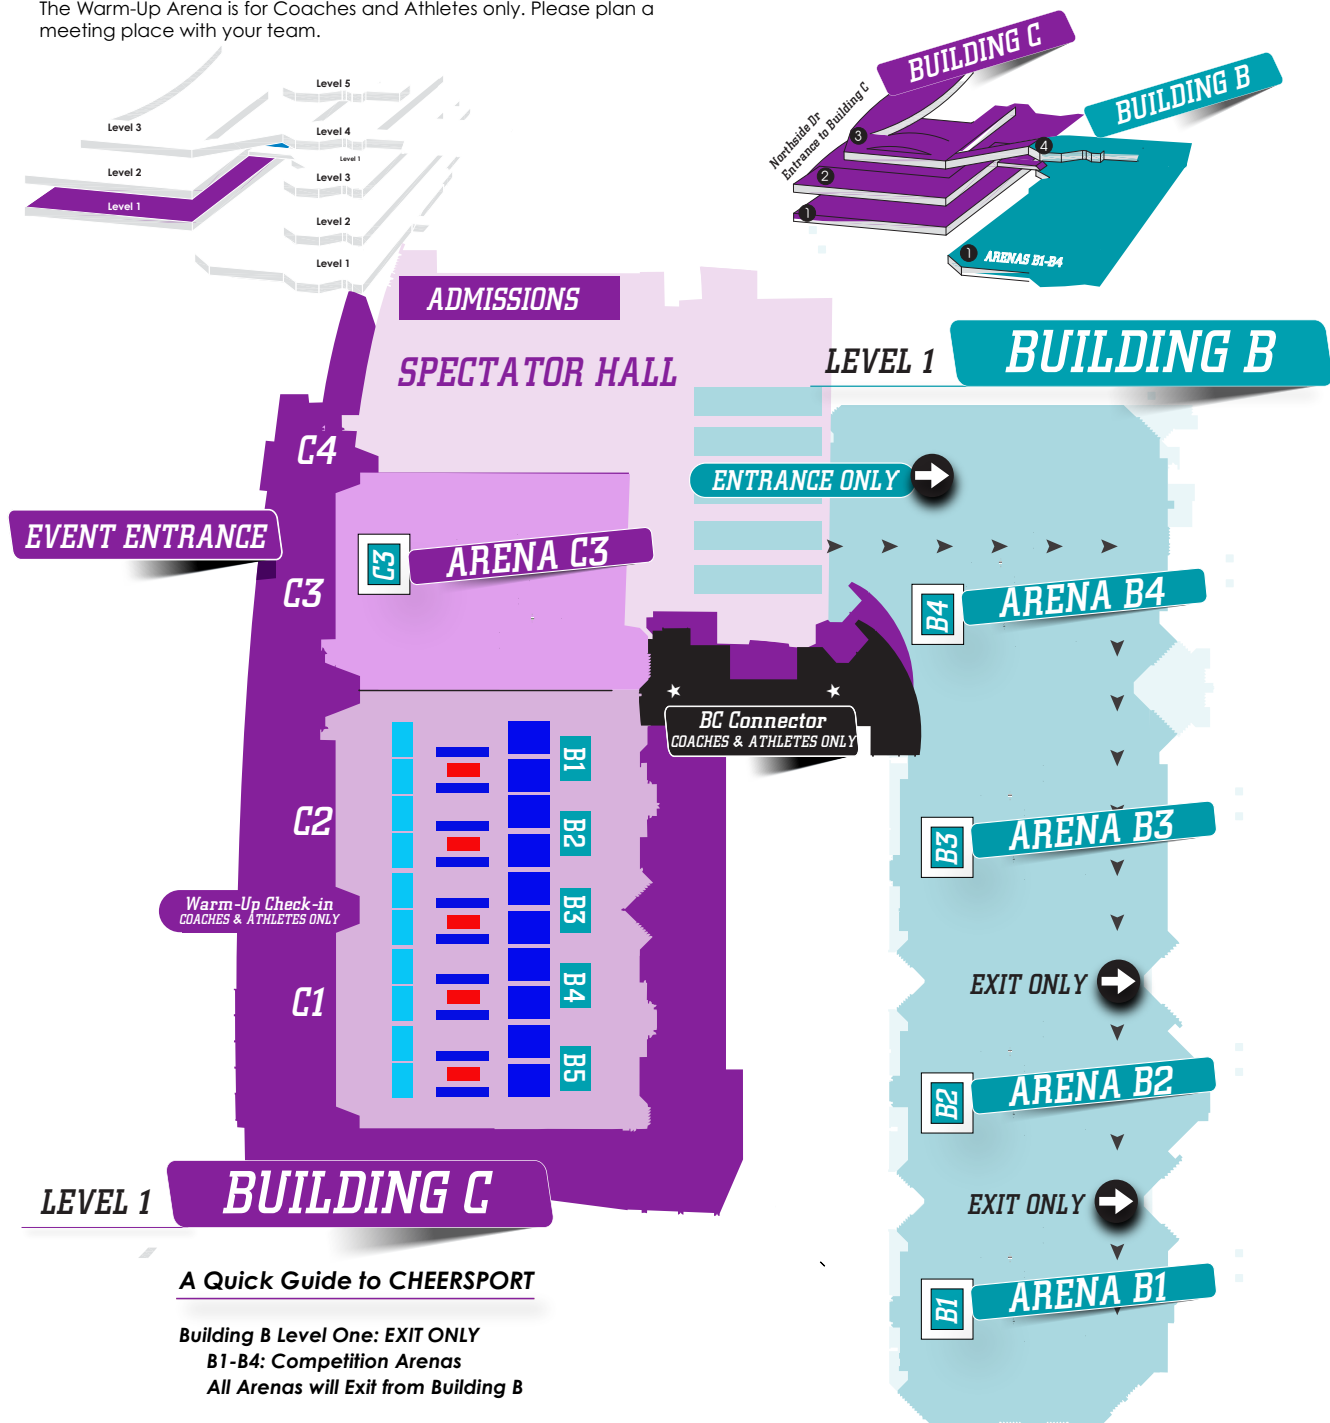 The Warm-Up Arena is for Coaches and Athletes only. Please plan a
meeting place with your team.
Level 5
Level 3
Level 4
Level 1
Level 2
Level 3
Level 1
Level 2
Level 1
BUILDING C
BUILDING B
Northside Dr
Entrance to Building C
3
4
2
1
1
ARENAS B1-B4
ADMISSIONS
SPECTATOR HALL
LEVEL 1
BUILDING B
C4
ENTRANCE ONLY
EVENT ENTRANCE
C3
ARENA C3
C3
B4
ARENA B4
BC Connector
COACHES & ATHLETES ONLY
B1
C2
B2
B3
ARENA B3
Warm-Up Check-in
COACHES & ATHLETES ONLY
B3
C1
B4
EXIT ONLY
B5
B2
ARENA B2
LEVEL 1
BUILDING C
EXIT ONLY
B1
ARENA B1
A Quick Guide to CHEERSPORT
Building B Level One: EXIT ONLY
B1-B4: Competition Arenas
All Arenas will Exit from Building B